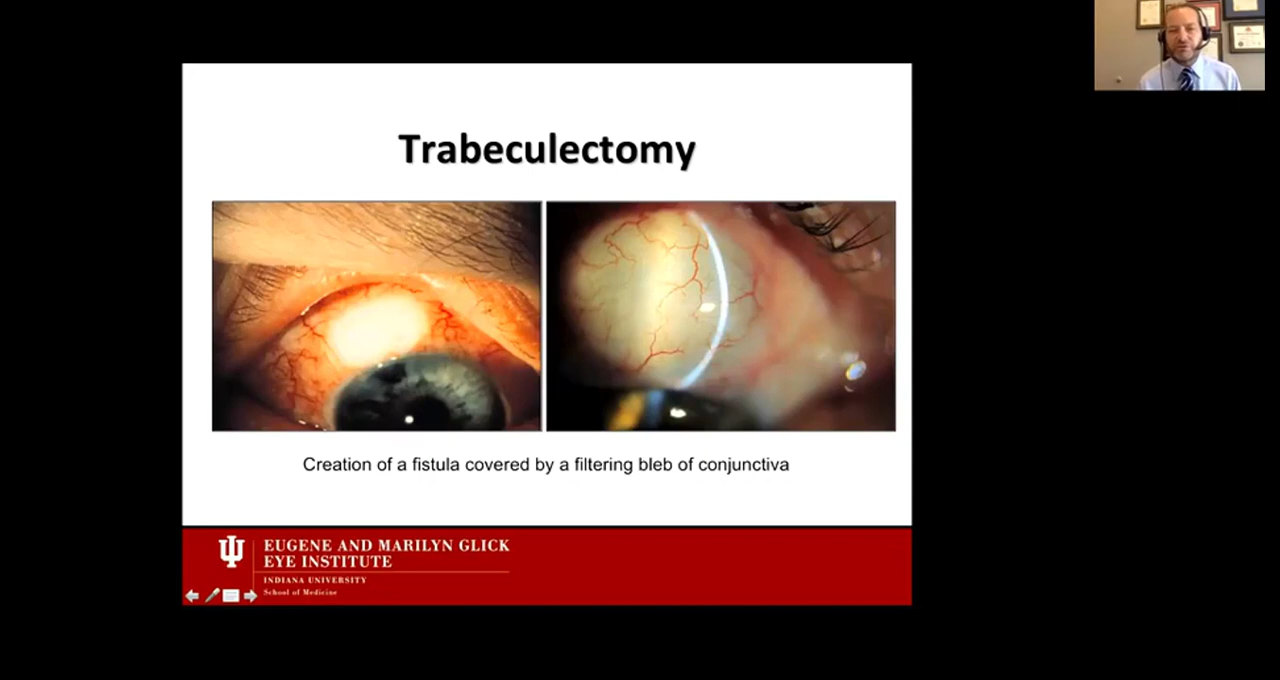 Trabeculectomy
Creation of a fistula covered by a filtering bleb of conjunctiva
EUGENE AND MARILYN GLICK
EYE INSTITUTE
INDIANA UNIVERSITY
School of Medicine